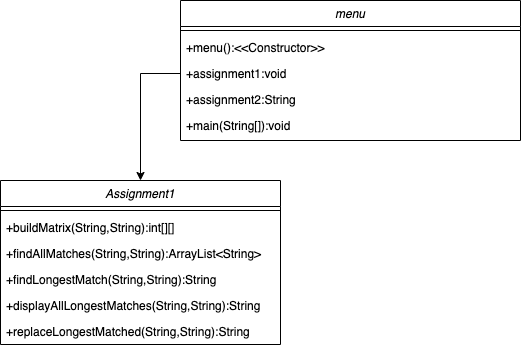 menu
+menu():<<Constructor>>
+assignment1:void
+assignment2:String
+main(String[]):void
Assignment1
+buildMatrix(String,String):int[][]
+findAllMatches(String,String):ArrayList<String>
+findLongestMatch(String,String):String
+displayAllLongestMatches(String,String):String
+replaceLongestMatched(String,String):String